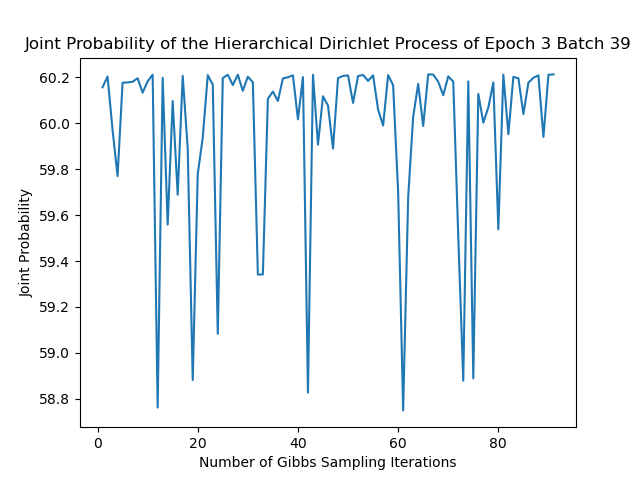 Joint Probability of the Hierarchical Dirichlet Process of Epoch 3 Batch 39
60.2
60.0
59.8
59.6
59.4
59.2
59.0
58.8
Joint Probability
0 20 40 60 80
Number of Gibbs Sampling Iterations